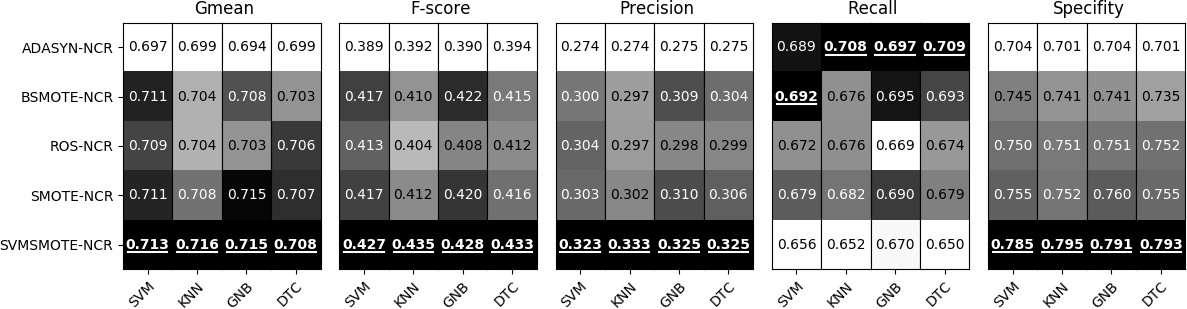 Gmean F-score Precision Recall Specifity
ADASYN-NCR 0.697 0.699 0.694 0.699 0.389 0.392 0.390 0.394 0.274 0.274 0.275 0.275 0.689 0.708 0.697 0.709 0.704 0.701 0.704 0.701
BSMOTE-NCR 0.711 0.704 0.708 0.703 0.417 0.410 0.422 0.415 0.300 0.297 0.309 0.304 0.692 0.676 0.695 0.693 0.745 0.741 0.741 0.735
ROS-NCR 0.709 0.704 0.703 0.706 0.413 0.404 0.408 0.412 0.304 0.297 0.298 0.299 0.672 0.676 0.669 0.674 0.750 0.751 0.751 0.752
SMOTE-NCR 0.711 0.708 0.715 0.707 0.417 0.412 0.420 0.416 0.303 0.302 0.310 0.306 0.679 0.682 0.690 0.679 0.755 0.752 0.760 0.755
SVMSMOTE-NCR 0.713 0.716 0.715 0.708 0.427 0.435 0.428 0.433 0.323 0.333 0.325 0.325 0.656 0.652 0.670 0.650 0.785 0.795 0.791 0.793
SVM KNN GNB DTC SVM KNN GNB DTC SVM KNN GNB DTC SVM KNN GNB DTC SVM KNN GNB DTC